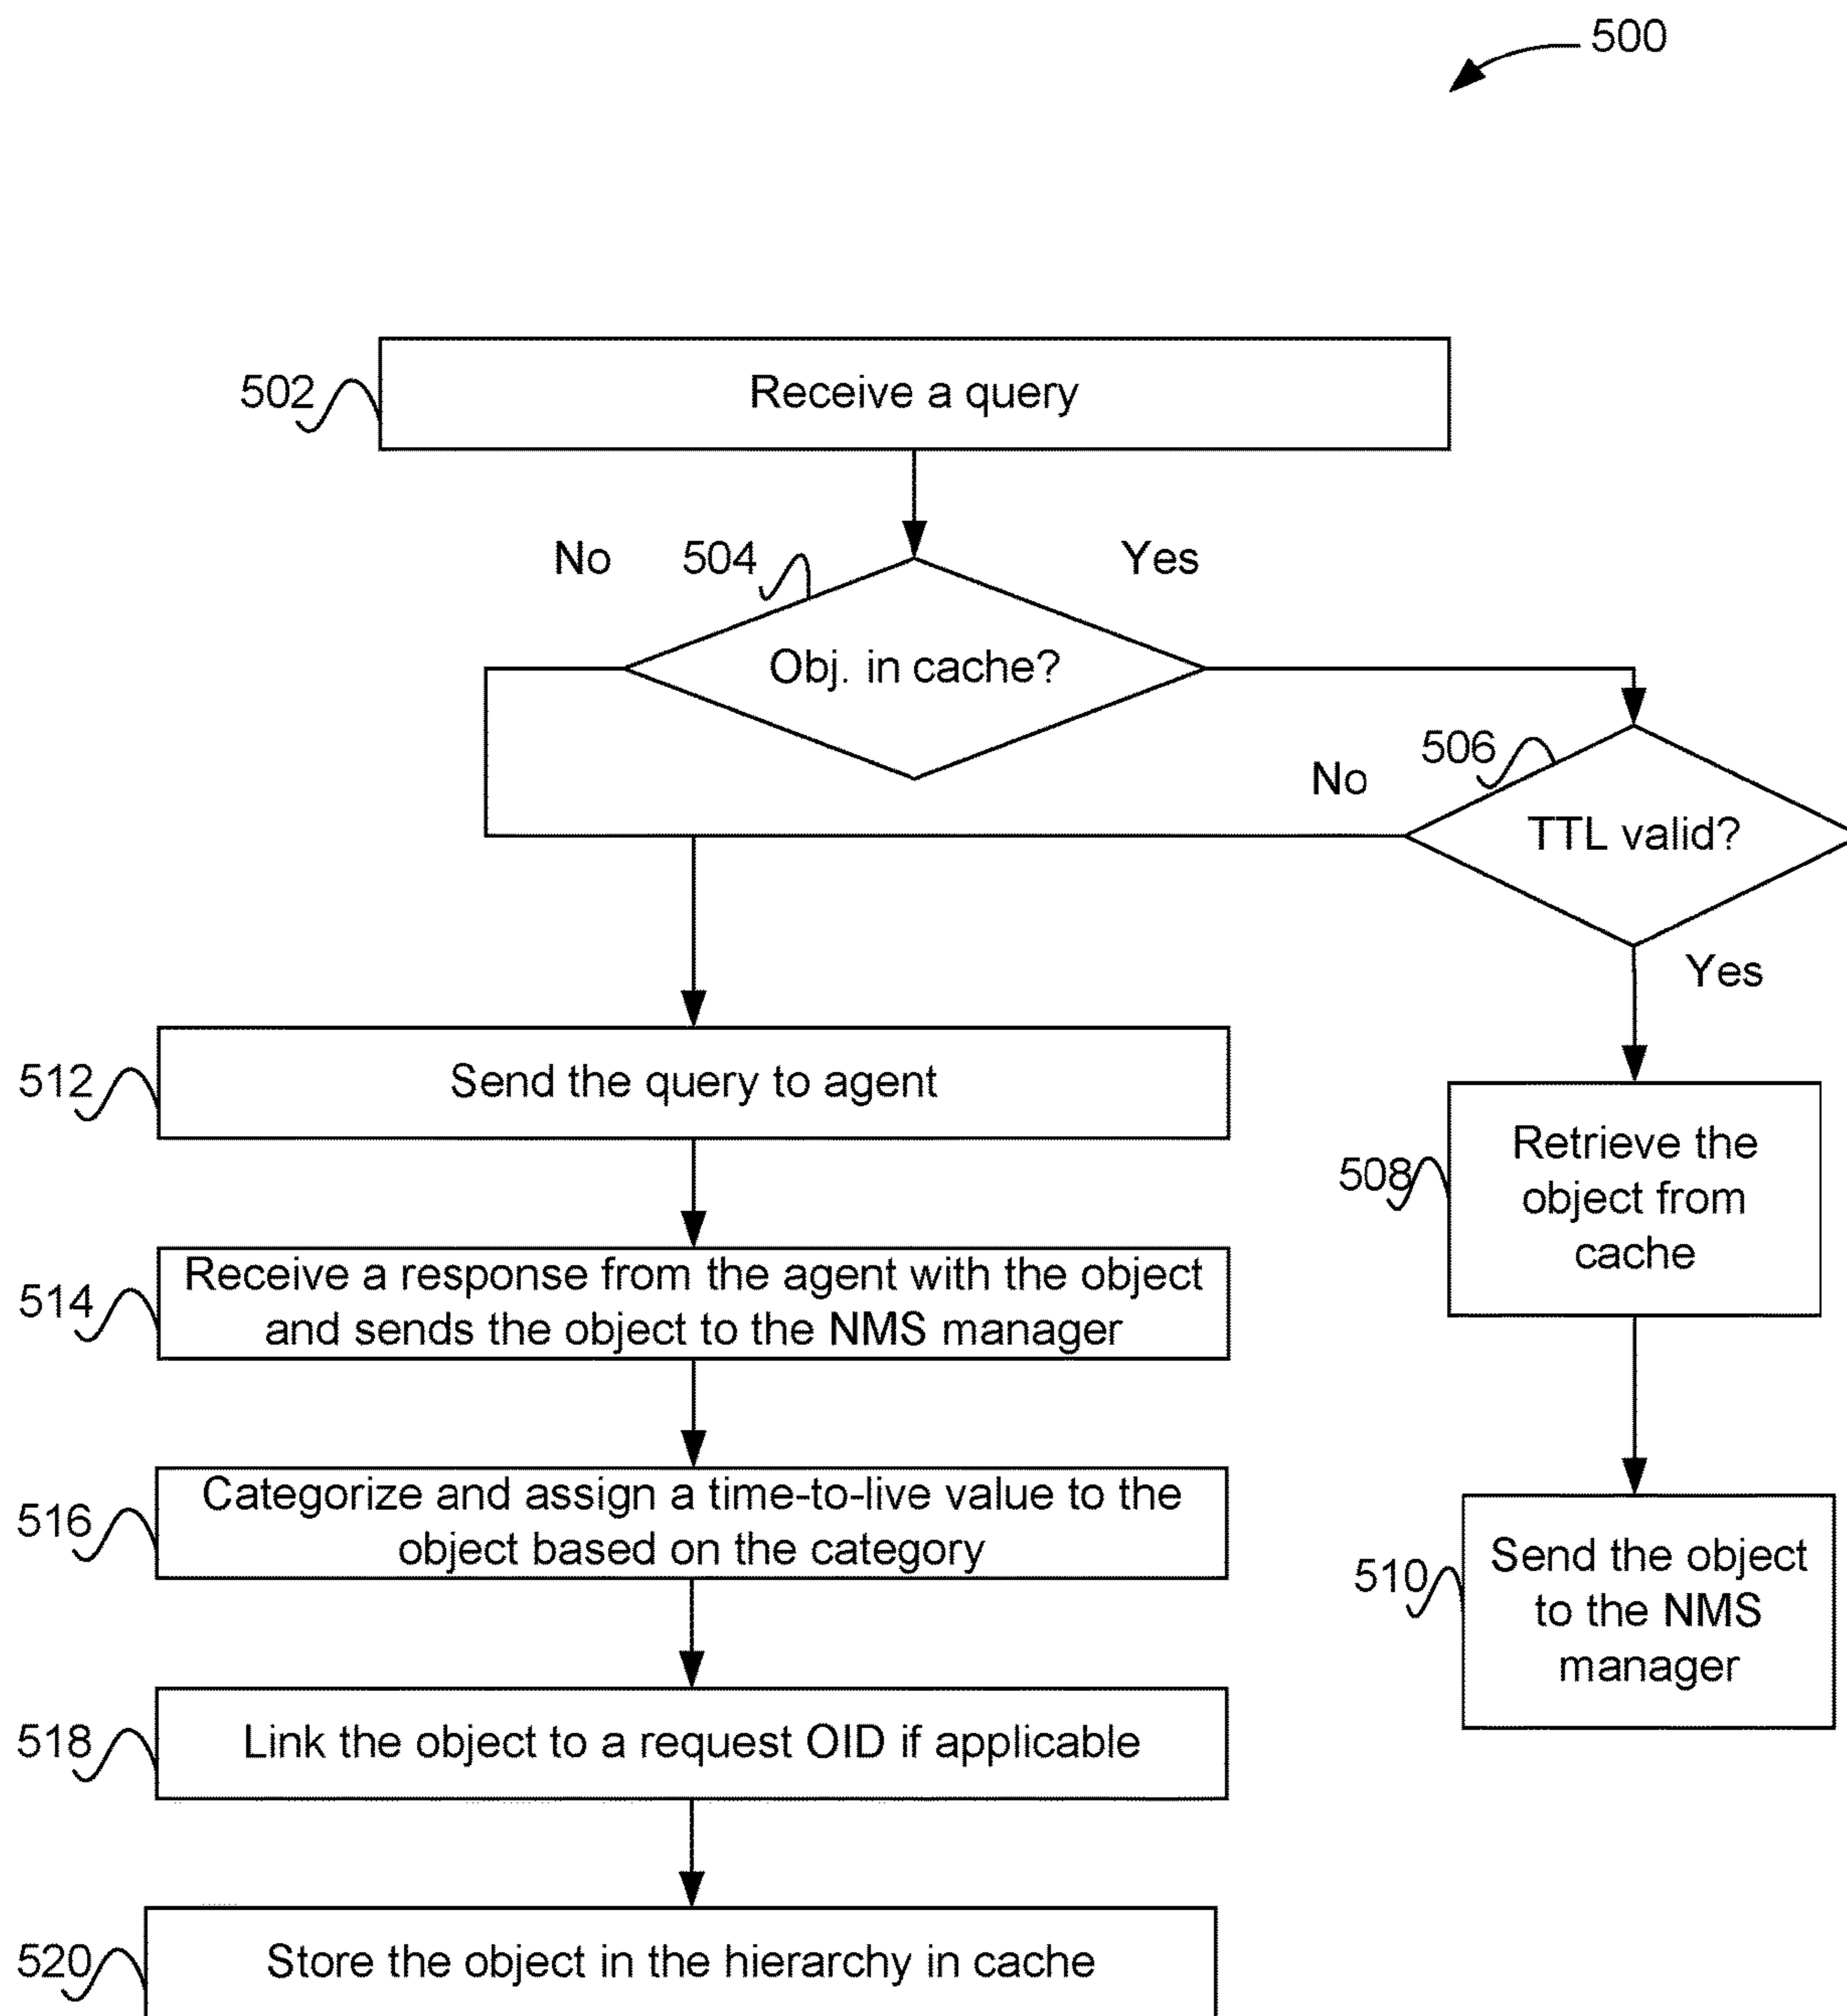 500
502
Receive a query
No
504
Yes
Obj. in cache?
506
No
TTL valid?
Yes
512
Send the query to agent
508
Retrieve the
object from
cache
514
Receive a response from the agent with the object
and sends the object to the NMS manager
516
Categorize and assign a time-to-live value to the
object based on the category
510
Send the object
to the NMS
manager
518
Link the object to a request OID if applicable
520
Store the object in the hierarchy in cache